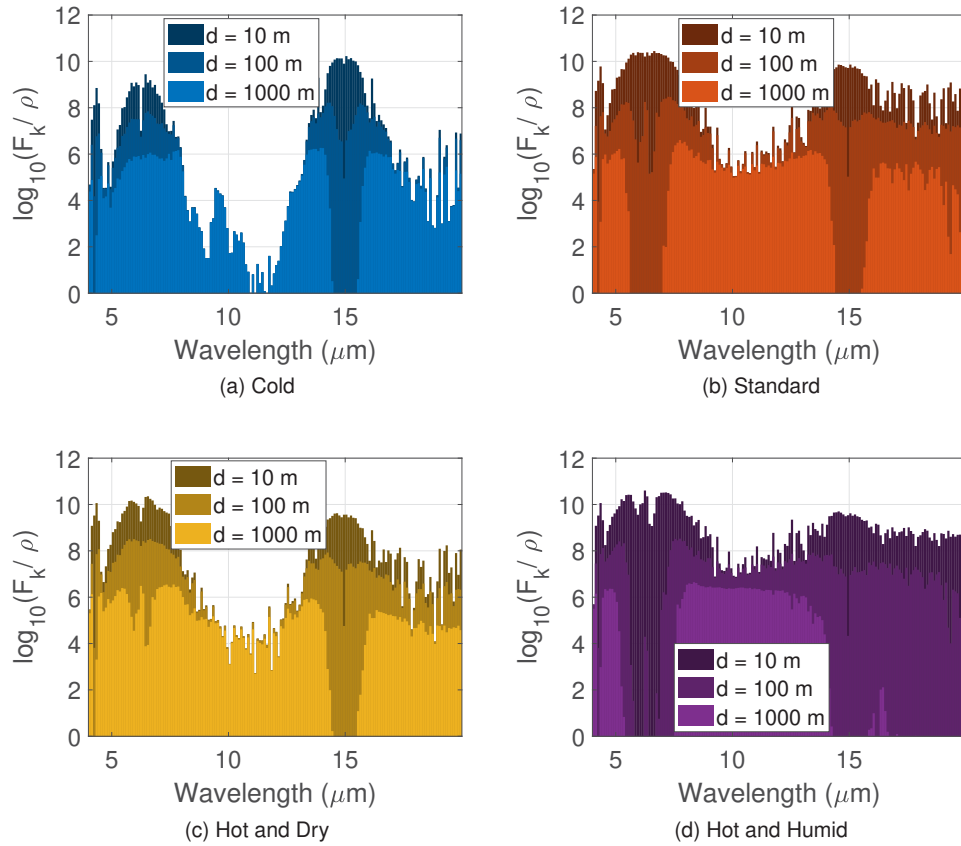 12
10
8
6
4
2
0
log10(Fk/ ρ)
d = 10 m
d = 100 m
d = 1000 m
5
10
15
Wavelength (μm)
(a) Cold
12
10
8
6
4
2
0
log10(Fk/ ρ)
d = 10 m
d = 100 m
d = 1000 m
5
10
15
Wavelength (μm)
(b) Standard
12
10
8
6
4
2
0
log10(Fk/ ρ)
d = 10 m
d = 100 m
d = 1000 m
5
10
15
Wavelength (μm)
(c) Hot and Dry
12
10
8
6
4
2
0
log10(Fk/ ρ)
d = 10 m
d = 100 m
d = 1000 m
5
10
15
Wavelength (μm)
(d) Hot and Humid